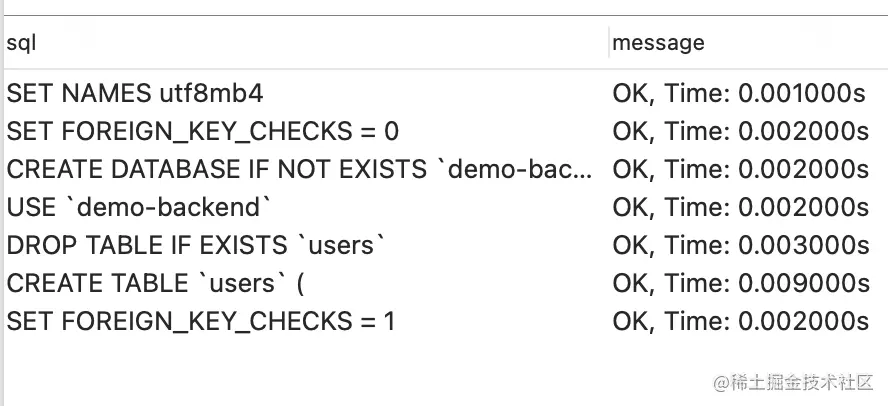 sql message
SET NAMES utf8mb4 OK, Time: 0.001000s
SET FOREIGN_KEY_CHECKS = 0 OK, Time: 0.002000s
CREATE DATABASE IF NOT EXISTS `demo-bac... OK, Time: 0.002000s
USE `demo-backend` OK, Time: 0.002000s
DROP TABLE IF EXISTS `users` OK, Time: 0.003000s
CREATE TABLE `users` ( OK, Time: 0.009000s
SET FOREIGN_KEY_CHECKS = 1 OK, Time: 0.002000s
@稀土掘金技术社区